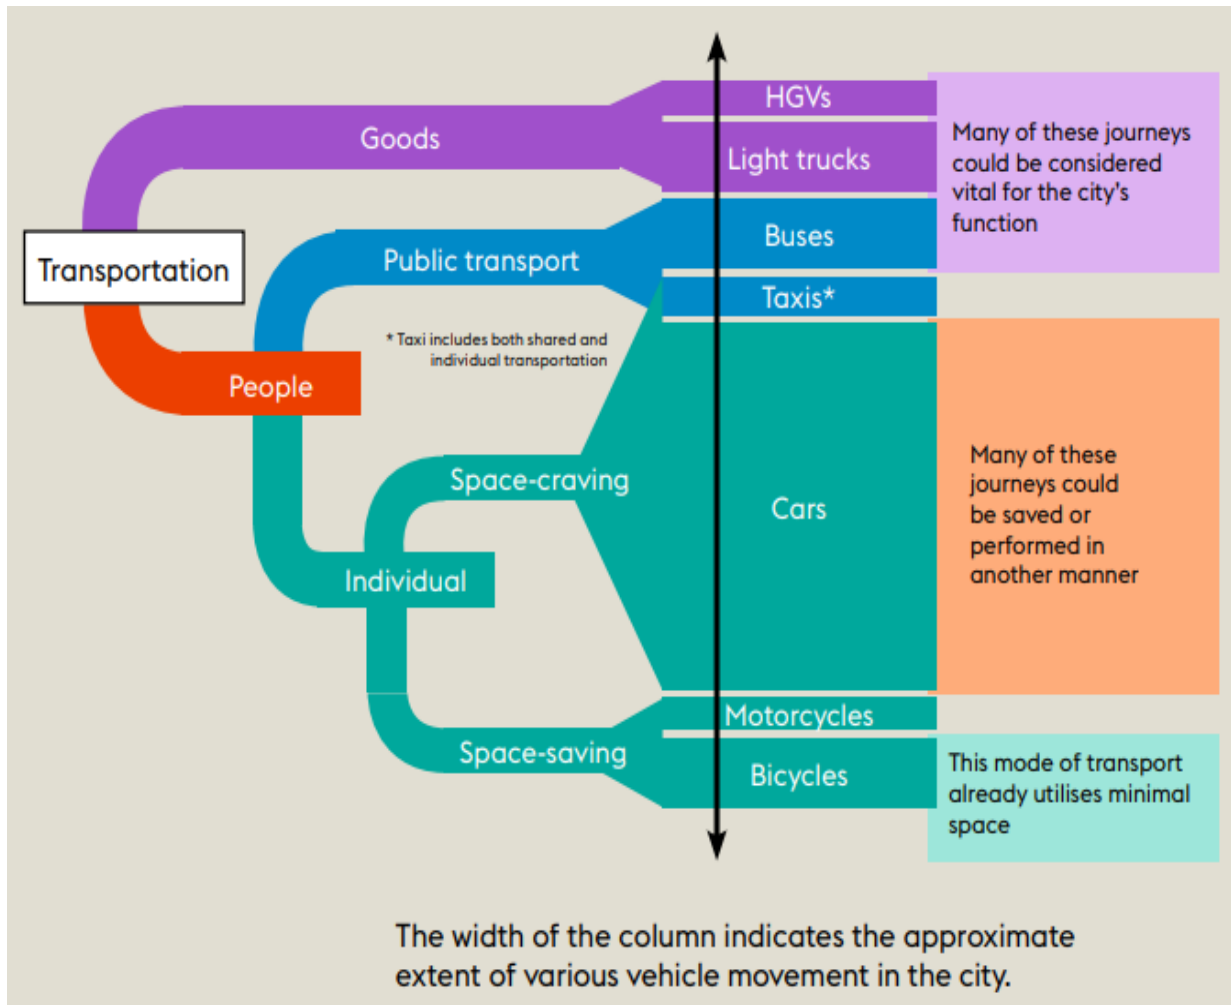 HGVs
Goods
Light trucks
Many of these journeys
could be considered
vital for the city's
function
Transportation
Public transport
Buses
Taxis*
* Taxi includes both shared and
individual transportation
People
Space-craving
Cars
Many of these
journeys could
be saved or
performed in
another manner
Individual
Motorcycles
Space-saving
Bicycles
This mode of transport
already utilises minimal
space
The width of the column indicates the approximate
extent of various vehicle movement in the city.